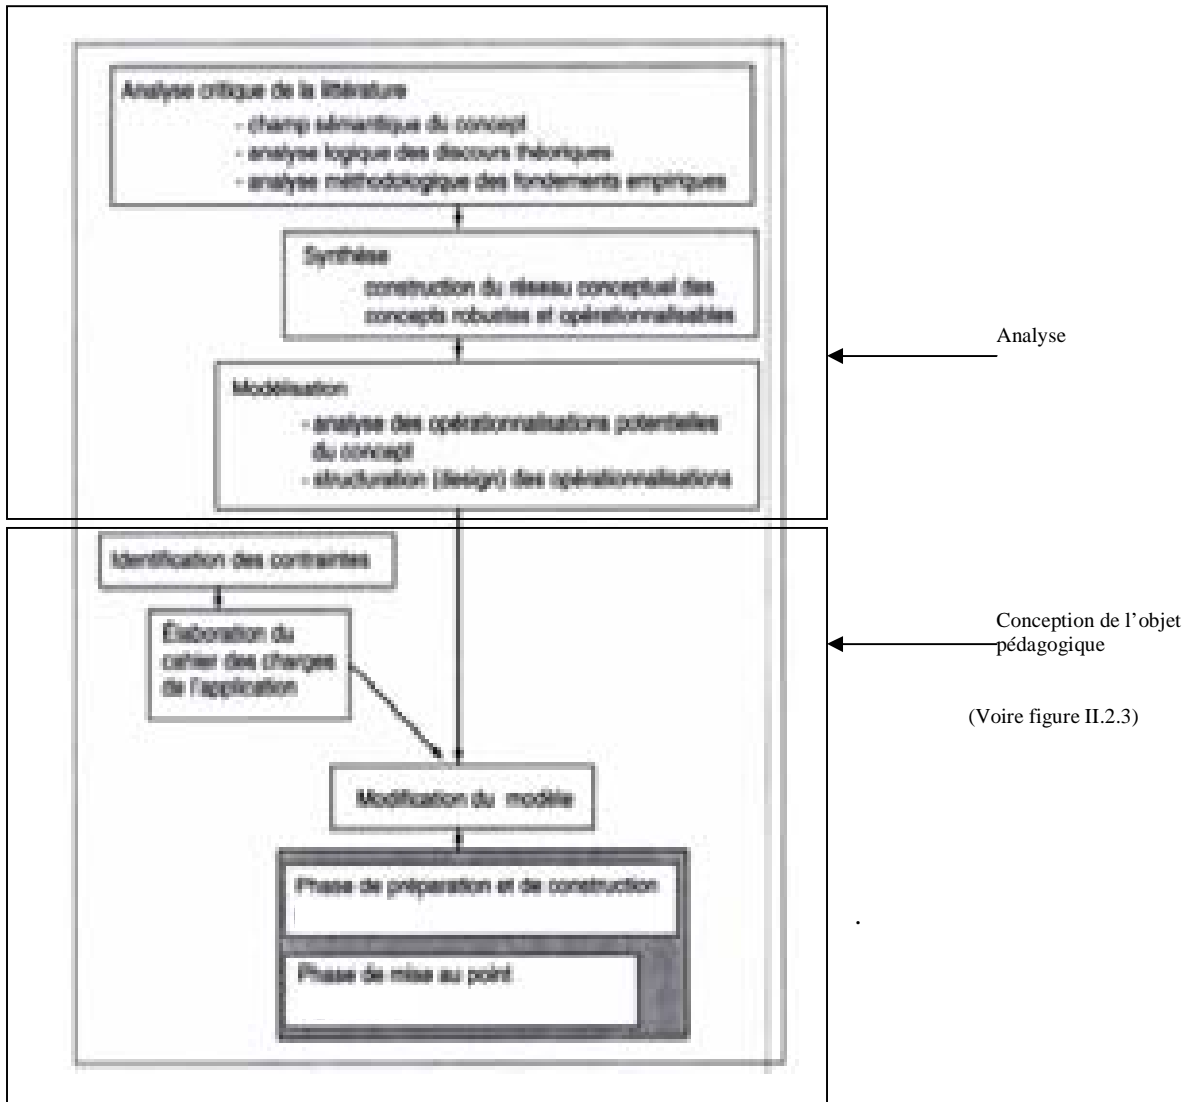 Analyse critique de la littérature
- champ sémantique du concept
- analyse logique des discours théoriques
- analyse méthodologique des fondements empiriques
Synthèse
construction du réseau conceptuel des
concepts robustes et opérationnalisables
Analyse
Modélisation
- analyse des opérationnalisations potentielles
du concept
- structuration (design) des opérationnalisations
Identification des contraintes
Élaboration du
cahier des charges
de l'application
Conception de l'objet
pédagogique
(Voire figure II.2.3)
Modification du modèle
Phase de préparation et de construction
.
Phase de mise au point